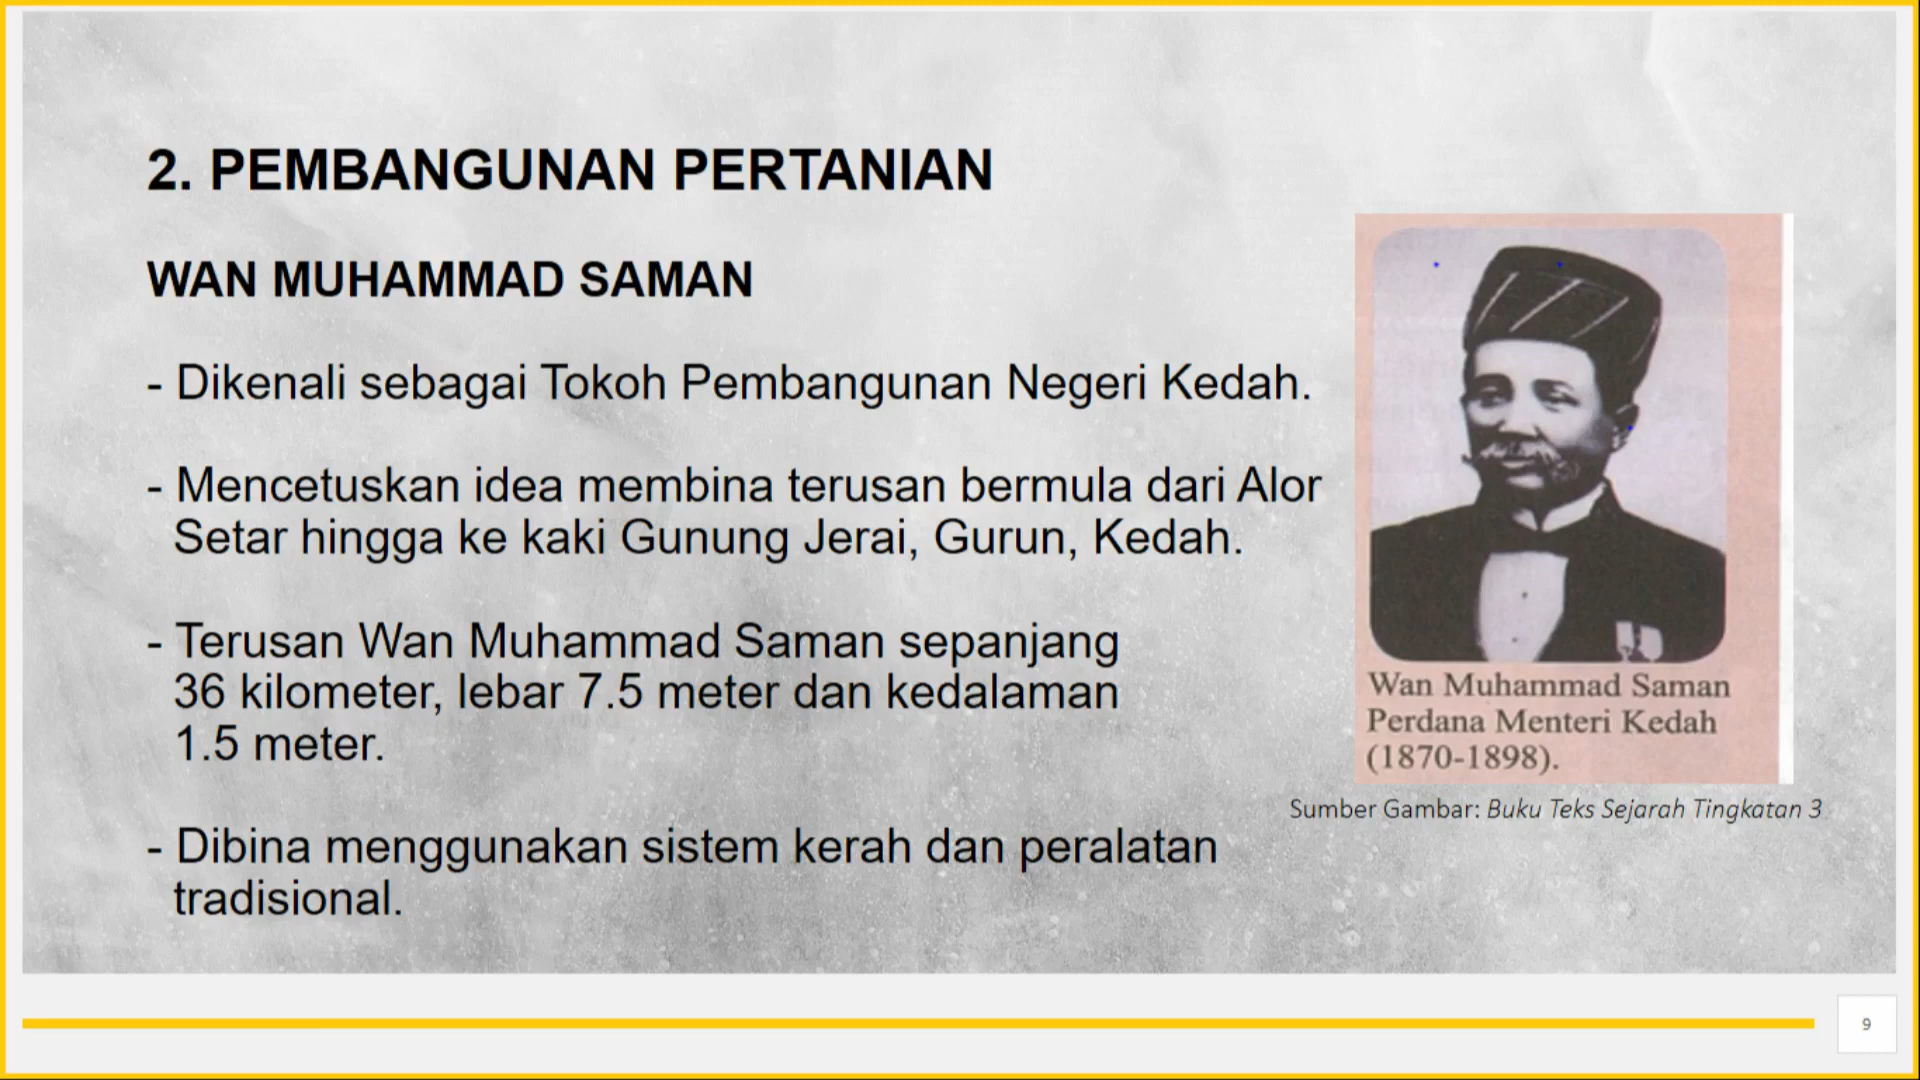 2. PEMBANGUNAN PERTANIAN
WAN MUHAMMAD SAMAN
- Dikenali sebagai Tokoh Pembangunan Negeri Kedah.
- Mencetuskan idea membina terusan bermula dari Alor
Setar hingga ke kaki Gunung Jerai, Gurun, Kedah.
- Terusan Wan Muhammad Saman sepanjang
36 kilometer, lebar 7.5 meter dan kedalaman
1.5 meter.
- Dibina menggunakan sistem kerah dan peralatan
tradisional.
Wan Muhammad Saman
Perdana Menteri Kedah
(1870-1898).
Sumber Gambar: Buku Teks Sejarah Tingkatan 3
9